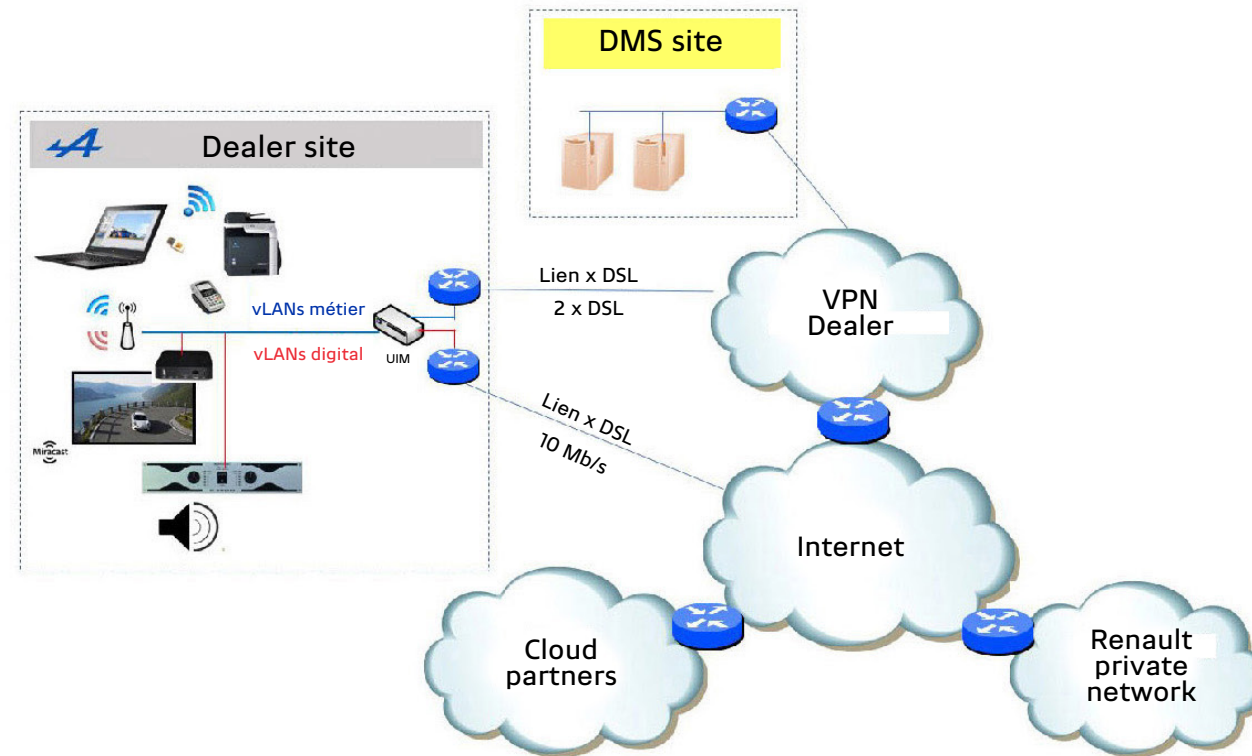 DMS site
Dealer site
Lien x DSL
2 x DSL
VPN
Dealer
vLANs métier
vLANs digital
UIM
Lien x DSL
10 Mb/s
Miracast
Internet
Cloud
partners
Renault
private
network